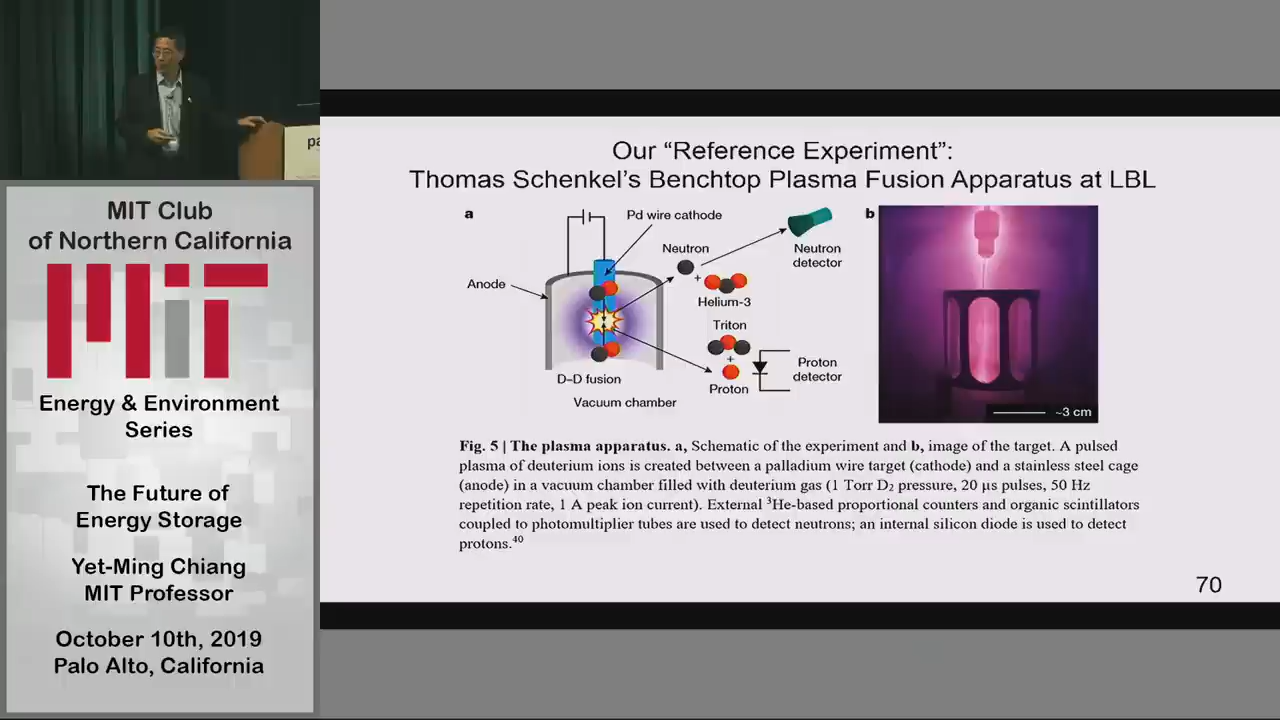 pa
MIT Club
of Northern California
MIT
Energy & Environment
Series
The Future of
Energy Storage
Yet-Ming Chiang
MIT Professor
October 10th, 2019
Palo Alto, California
Our “Reference Experiment”:
Thomas Schenkel’s Benchtop Plasma Fusion Apparatus at LBL
a
Pd wire cathode
Neutron
Neutron
detector
Anode
+
Helium-3
Triton
+
Proton
Proton
detector
D–D fusion
Vacuum chamber
b
~3 cm
Fig. 5 | The plasma apparatus. a, Schematic of the experiment and b, image of the target. A pulsed
plasma of deuterium ions is created between a palladium wire target (cathode) and a stainless steel cage
(anode) in a vacuum chamber filled with deuterium gas (1 Torr D₂ pressure, 20 μs pulses, 50 Hz
repetition rate, 1 A peak ion current). External ³He-based proportional counters and organic scintillators
coupled to photomultiplier tubes are used to detect neutrons; an internal silicon diode is used to detect
protons.⁴⁰
70